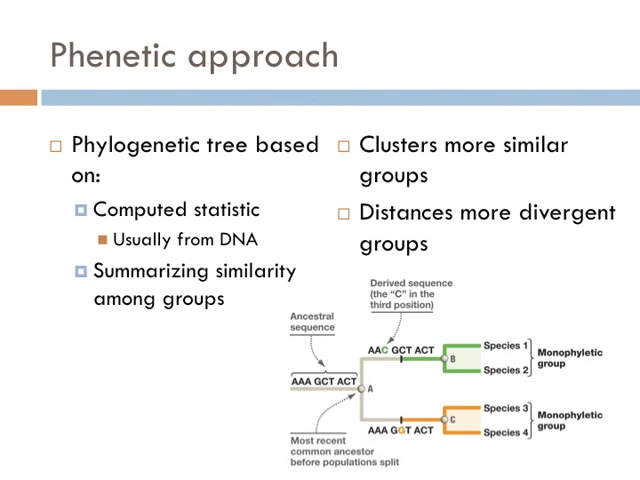 Phenetic approach
Phylogenetic tree based
on:
Computed statistic
Usually from DNA
Summarizing similarity
among groups
Clusters more similar
groups
Distances more divergent
groups
Derived sequence
(the "C" in the
third position)
Ancestral
sequence
AAC GCT ACT
Species 1
B
Monophyletic
group
Species 2
AAA GCT ACT
A
Species 3
C
Monophyletic
group
AAA GGT ACT
Species 4
Most recent
common ancestor
before populations split